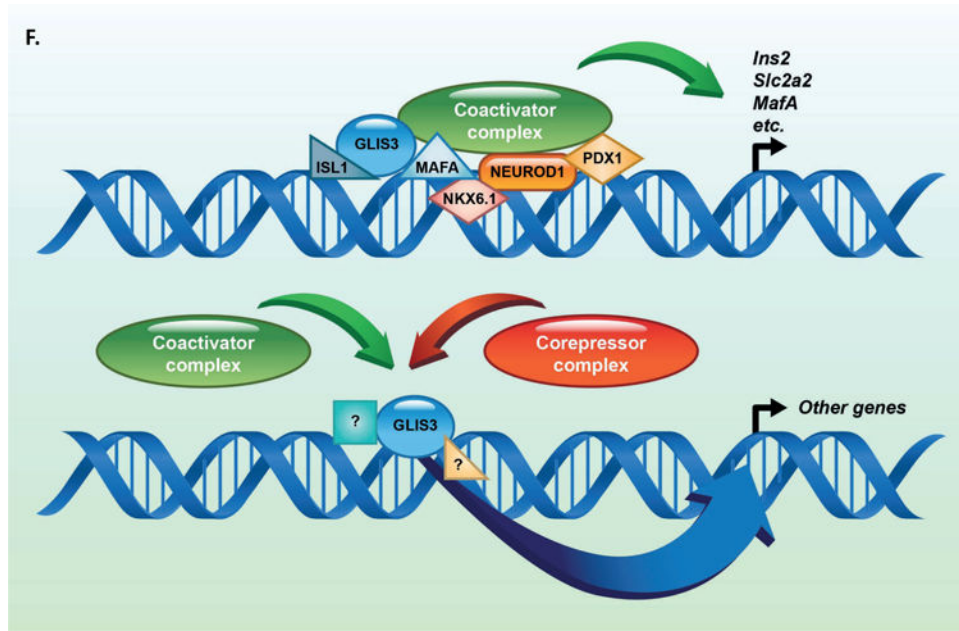 F.
Ins2
Slc2a2
MafA
etc.
Coactivator
complex
GLIS3
ISL1
MAFA
NEUROD1
PDX1
NKX6.1
Coactivator
complex
Corepressor
complex
?
GLIS3
?
Other genes